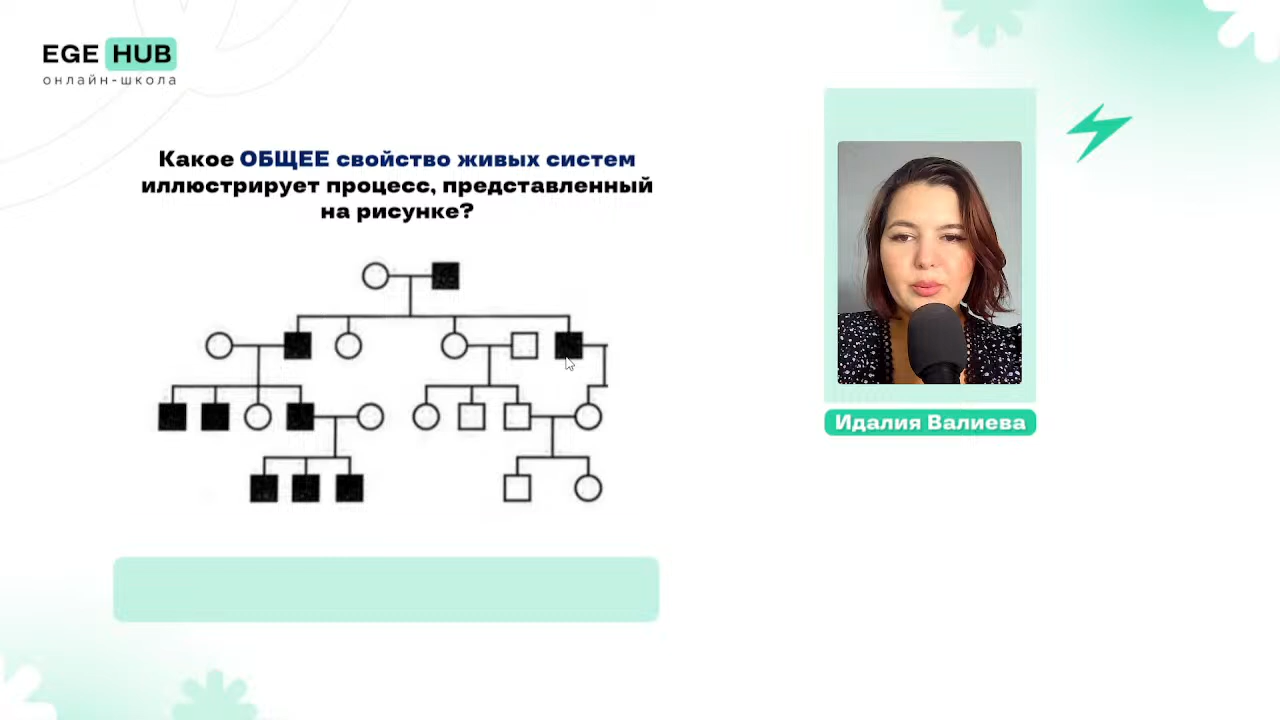 EGE HUB
онлайн-школа
Какое ОБЩЕЕ свойство живых систем
иллюстрирует процесс, представленный
на рисунке?
Идалия Валиева